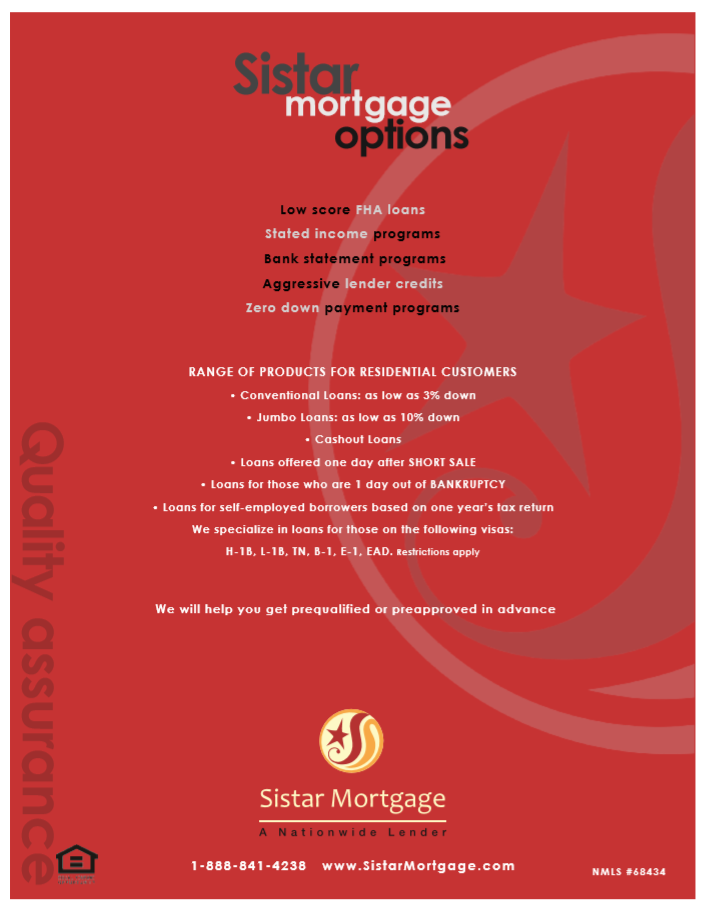 Sistar
mortgage
options
Low score FHA loans
Stated income programs
Bank statement programs
Aggressive lender credits
Zero down payment programs
RANGE OF PRODUCTS FOR RESIDENTIAL CUSTOMERS
• Conventional Loans: as low as 3% down
• Jumbo Loans: as low as 10% down
• Cashout Loans
• Loans offered one day after SHORT SALE
• Loans for those who are 1 day out of BANKRUPTCY
• Loans for self-employed borrowers based on one year's tax return
We specialize in loans for those on the following visas:
H-1B, L-1B, TN, B-1, E-1, EAD. Restrictions apply
We will help you get prequalified or preapproved in advance
Quality assurance
Sistar Mortgage
A Nationwide Lender
1-888-841-4238 www.SistarMortgage.com
NMLS #68434